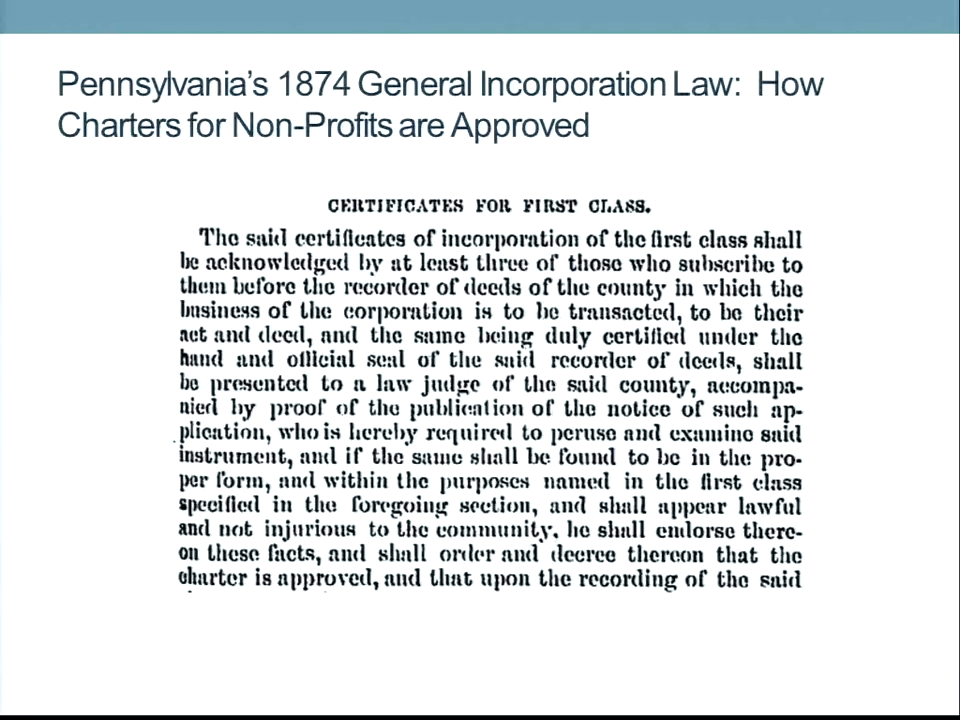 Pennsylvania’s 1874 General Incorporation Law: How
Charters for Non-Profits are Approved
CERTIFICATES FOR FIRST CLASS.
The said certificates of incorporation of the first class shall
be acknowledged by at least three of those who subscribe to
them before the recorder of deeds of the county in which the
business of the corporation is to be transacted, to be their
act and deed, and the same being duly certified under the
hand and official seal of the said recorder of deeds, shall
be presented to a law judge of the said county, accompa-
nied by proof of the publication of the notice of such ap-
plication, who is hereby required to peruse and examine said
instrument, and if the same shall be found to be in the pro-
per form, and within the purposes named in the first class
specified in the foregoing section, and shall appear lawful
and not injurious to the community, he shall endorse there-
on these facts, and shall order and decree thereon that the
charter is approved, and that upon the recording of the said